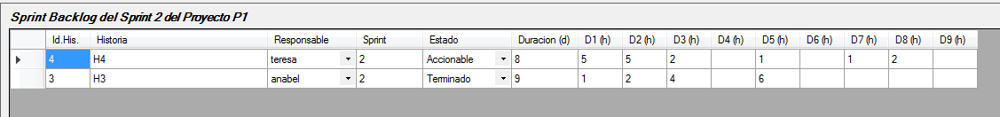 Sprint Backlog del Sprint 2 del Proyecto P1
Id.His. Historia Responsable Sprint Estado Duracion (d) D1 (h) D2 (h) D3 (h) D4 (h) D5 (h) D6 (h) D7 (h) D8 (h) D9 (h)
4 H4 teresa 2 Accionable 8 5 5 2 1 1 2
3 H3 anabel 2 Terminado 9 1 2 4 6